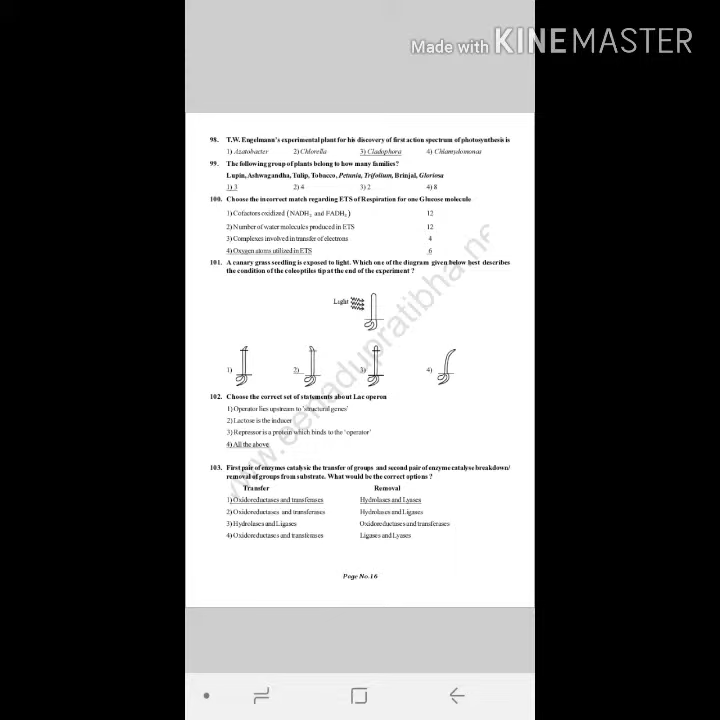 Made with KINEMASTER
98. T.W. Engelmann's experimental plant for his discovery of first action spectrum of photosynthesis is
1) Azatobacter 2) Chlorella 3) Cladophora 4) Chlamydomonas
99. The following group of plants belong to how many families?
Lupin, Ashwagandha, Tulip, Tobacco, Petunia, Trifolium, Brinjal, Gloriosa
1) 3 2) 4 3) 2 4) 8
100. Choose the incorrect match regarding ETS of Respiration for one Glucose molecule
1) Cofactors oxidized (NADH₂ and FADH₂) 12
2) Number of water molecules produced in ETS 12
3) Complexes involved in transfer of electrons 4
4) Oxygen atoms utilized in ETS 6
101. A canary grass seedling is exposed to light. Which one of the diagram given below best describes
the condition of the coleoptiles tip at the end of the experiment ?
Light
1) 2) 3) 4)
102. Choose the correct set of statements about Lac operon
1) Operator lies upstream to 'structural genes'
2) Lactose is the inducer
3) Repressor is a protein which binds to the 'operator'
4) All the above
103. First pair of enzymes catalysic the transfer of groups and second pair of enzyme catalyse breakdown/
removal of groups from substrate. What would be the correct options ?
Transfer Removal
1) Oxidoreductases and transferases Hydrolases and Lyases
2) Oxidoreductases and transferases Hydrolases and Ligases
3) Hydrolases and Ligases Oxidoreductases and transferases
4) Oxidoreductases and transferases Ligases and Lyases
Page No.16
www.eenadupratibha.ne